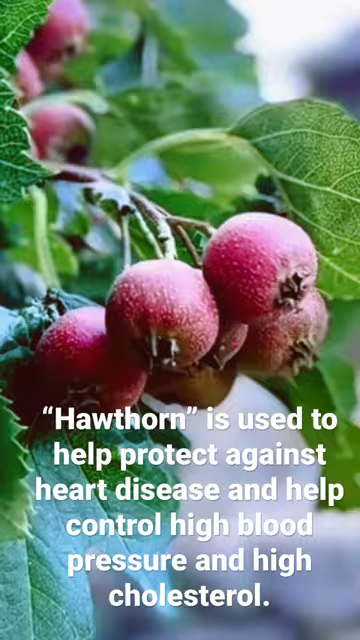 “Hawthorn” is used to
help protect against
heart disease and help
control high blood
pressure and high
cholesterol.